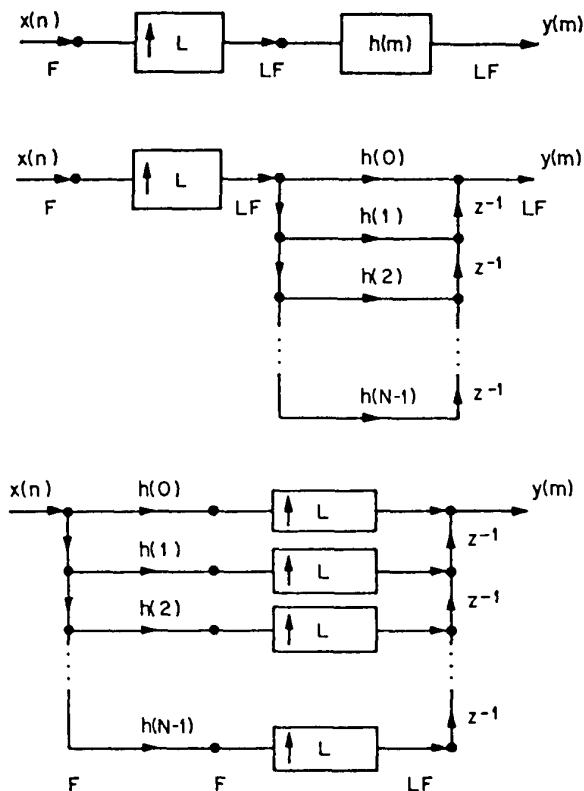 x(n) L h(m) y(m)
F LF LF
x(n) h(0) y(m)
F L LF z⁻¹ LF
h(1)
z⁻¹
h(2)
h(N-1) z⁻¹
x(n) h(0) L y(m)
z⁻¹
h(1) L
z⁻¹
h(2) L
z⁻¹
h(N-1) L
F F LF